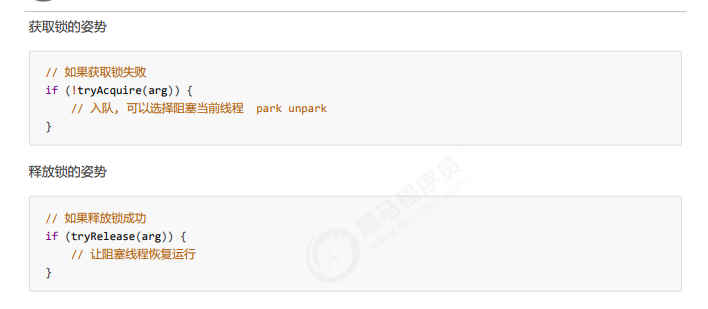 获取锁的姿势
// 如果获取锁失败
if (!tryAcquire(arg)) {
// 入队, 可以选择阻塞当前线程 park unpark
}
释放锁的姿势
// 如果释放锁成功
if (tryRelease(arg)) {
// 让阻塞线程恢复运行
}
黑马程序员
www.itheima.com